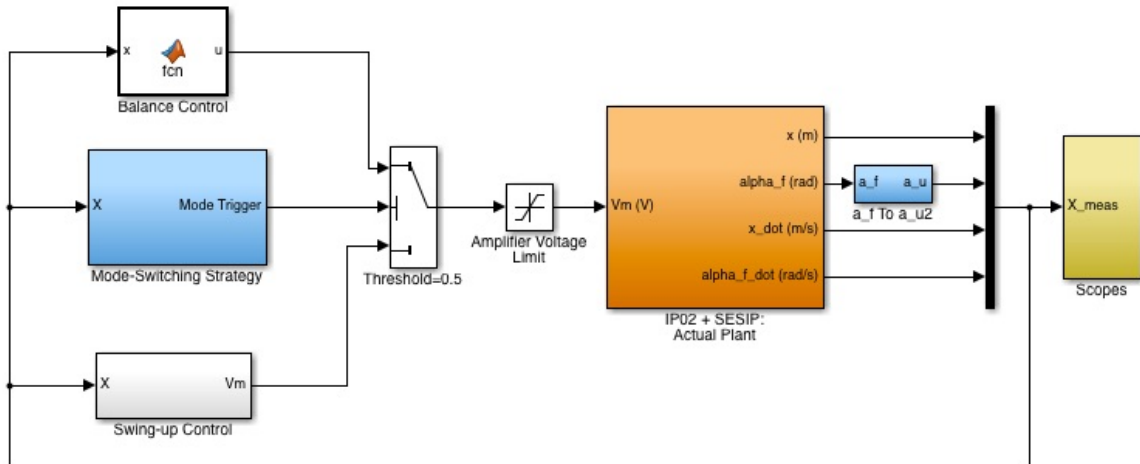 x
u
fcn
Balance Control
X
Mode Trigger
Mode-Switching Strategy
X
Vm
Swing-up Control
Threshold=0.5
Amplifier Voltage
Limit
Vm (V)
x (m)
alpha_f (rad)
x_dot (m/s)
alpha_f_dot (rad/s)
IP02 + SESIP:
Actual Plant
a_f
a_u
a_f To a_u2
X_meas
Scopes